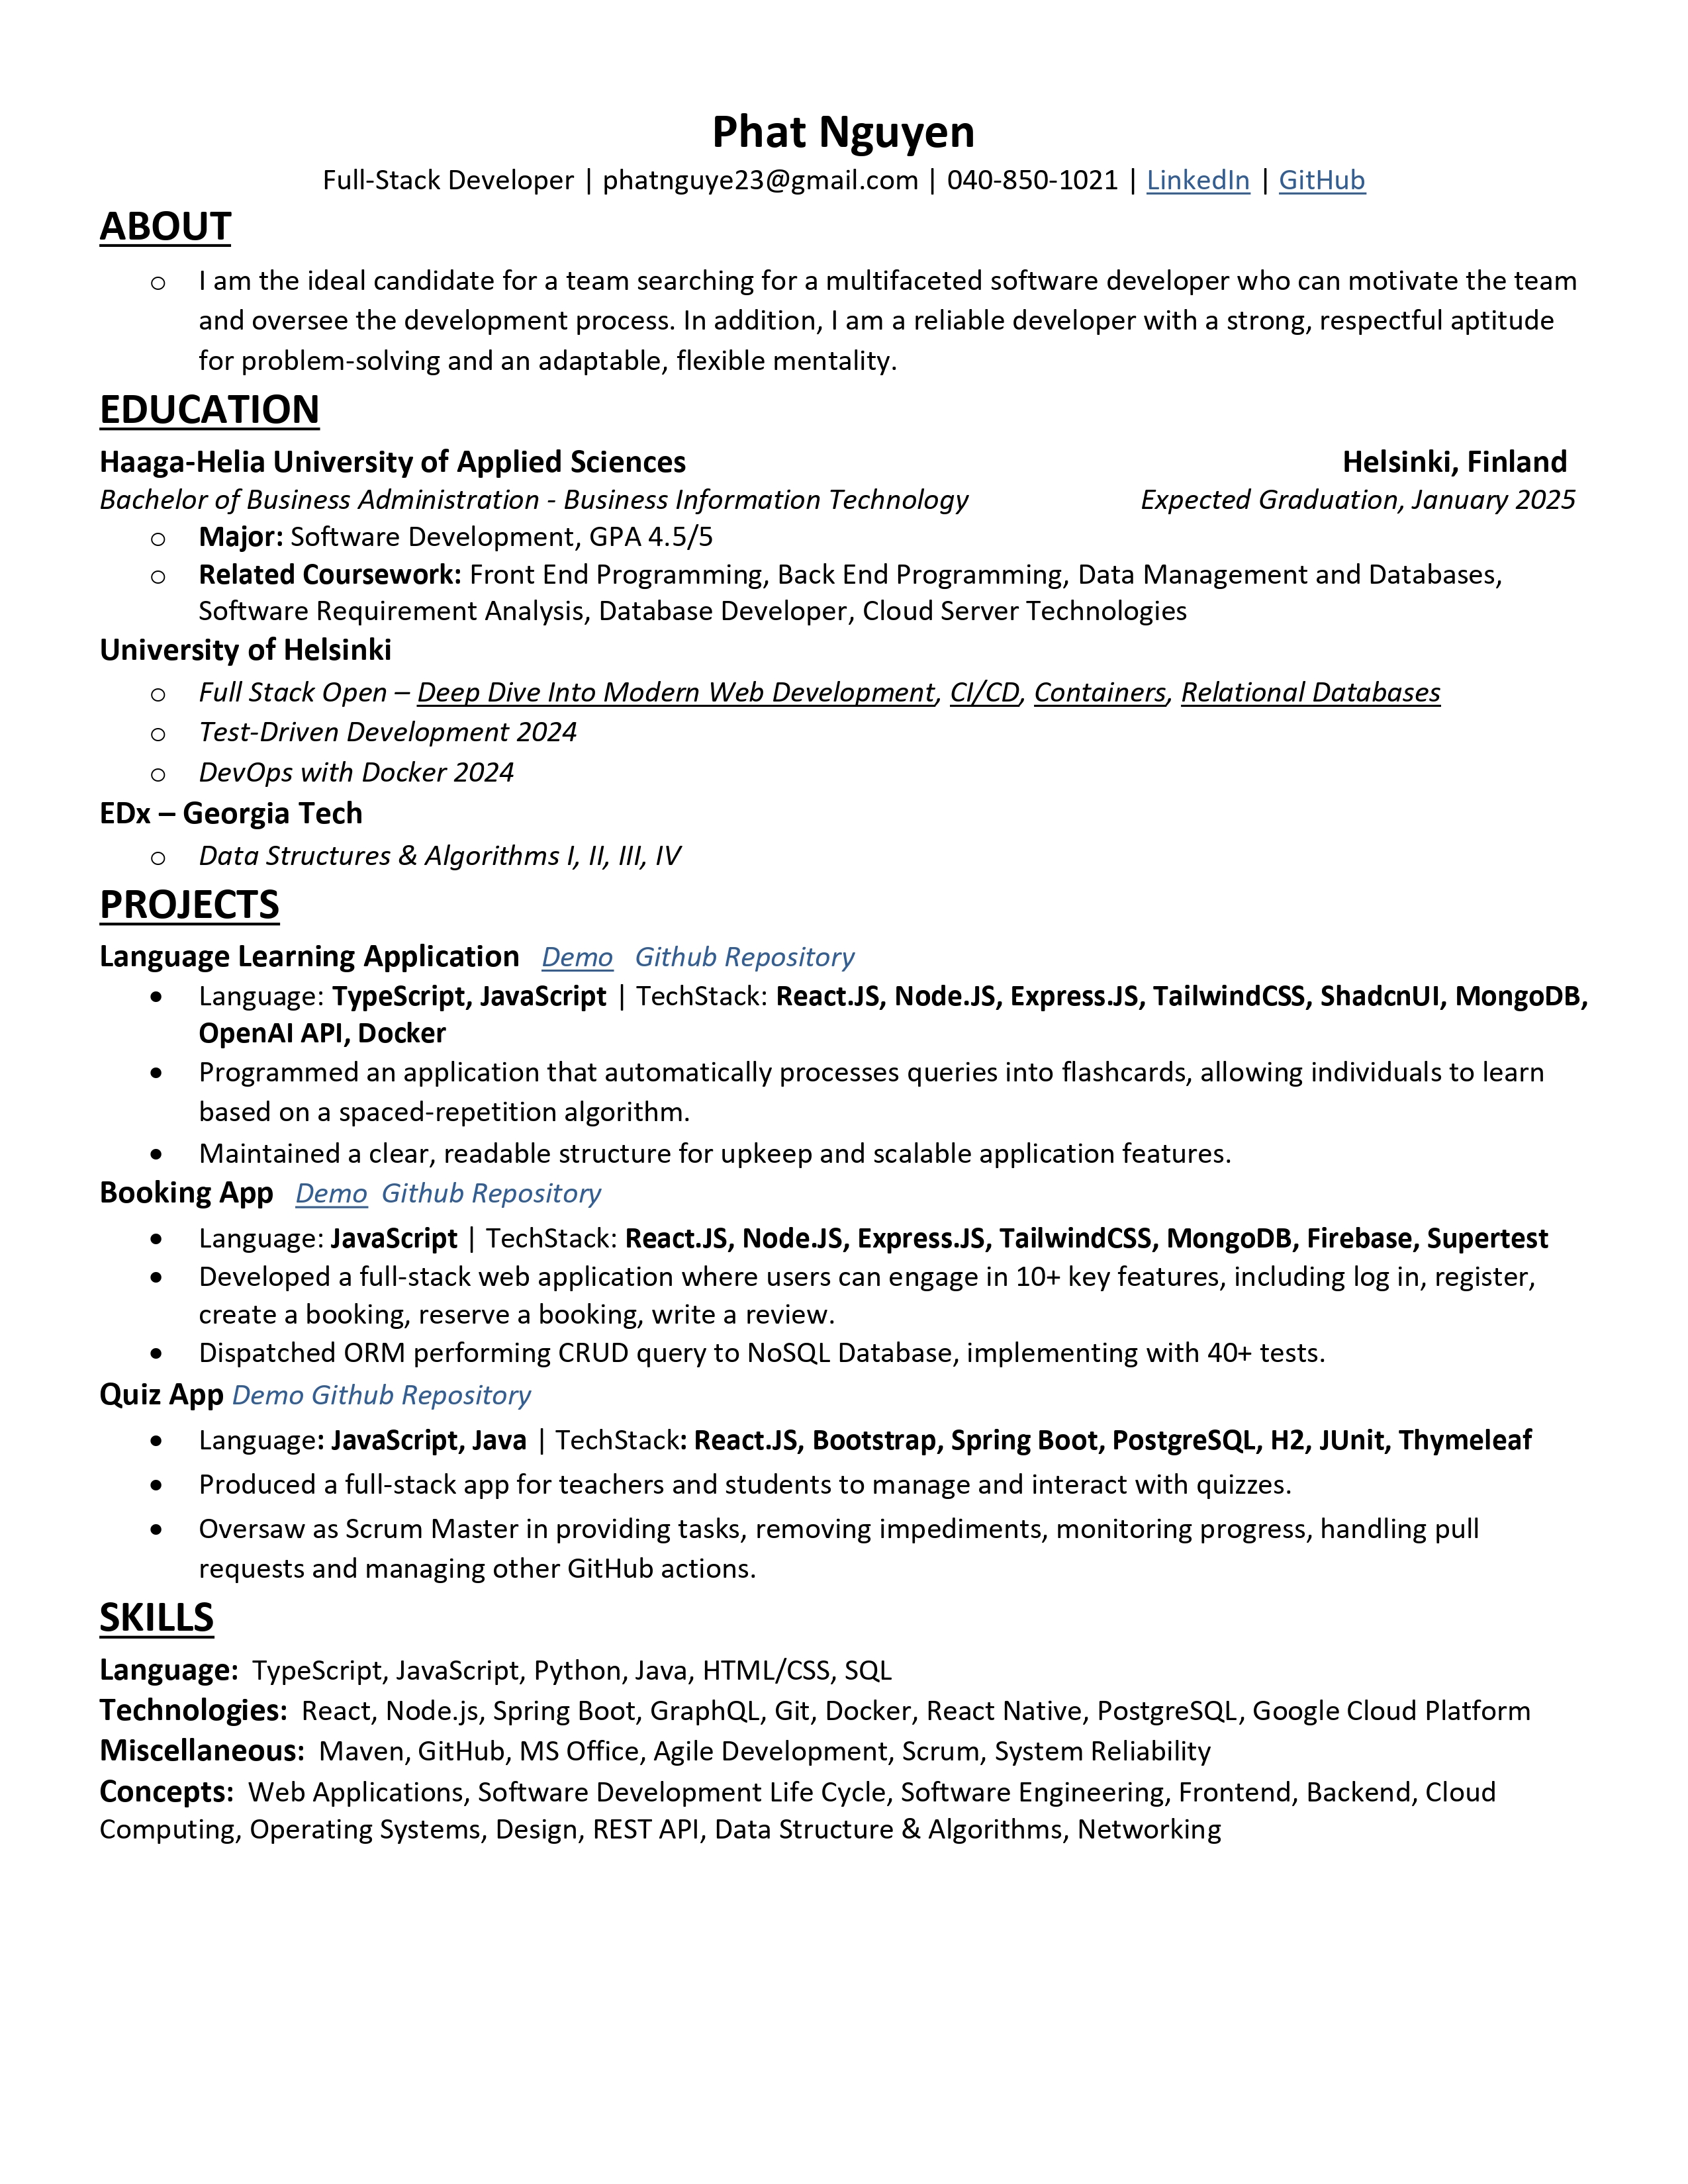 Phat Nguyen
Full-Stack Developer | phatnguye23@gmail.com | 040-850-1021 | LinkedIn | GitHub
ABOUT
o I am the ideal candidate for a team searching for a multifaceted software developer who can motivate the team
and oversee the development process. In addition, I am a reliable developer with a strong, respectful aptitude
for problem-solving and an adaptable, flexible mentality.
EDUCATION
Haaga-Helia University of Applied Sciences Helsinki, Finland
Bachelor of Business Administration - Business Information Technology Expected Graduation, January 2025
o Major: Software Development, GPA 4.5/5
o Related Coursework: Front End Programming, Back End Programming, Data Management and Databases,
Software Requirement Analysis, Database Developer, Cloud Server Technologies
University of Helsinki
o Full Stack Open – Deep Dive Into Modern Web Development, CI/CD, Containers, Relational Databases
o Test-Driven Development 2024
o DevOps with Docker 2024
EDx – Georgia Tech
o Data Structures & Algorithms I, II, III, IV
PROJECTS
Language Learning Application Demo Github Repository
• Language: TypeScript, JavaScript | TechStack: React.JS, Node.JS, Express.JS, TailwindCSS, ShadcnUI, MongoDB,
OpenAI API, Docker
• Programmed an application that automatically processes queries into flashcards, allowing individuals to learn
based on a spaced-repetition algorithm.
• Maintained a clear, readable structure for upkeep and scalable application features.
Booking App Demo Github Repository
• Language: JavaScript | TechStack: React.JS, Node.JS, Express.JS, TailwindCSS, MongoDB, Firebase, Supertest
• Developed a full-stack web application where users can engage in 10+ key features, including log in, register,
create a booking, reserve a booking, write a review.
• Dispatched ORM performing CRUD query to NoSQL Database, implementing with 40+ tests.
Quiz App Demo Github Repository
• Language: JavaScript, Java | TechStack: React.JS, Bootstrap, Spring Boot, PostgreSQL, H2, JUnit, Thymeleaf
• Produced a full-stack app for teachers and students to manage and interact with quizzes.
• Oversaw as Scrum Master in providing tasks, removing impediments, monitoring progress, handling pull
requests and managing other GitHub actions.
SKILLS
Language: TypeScript, JavaScript, Python, Java, HTML/CSS, SQL
Technologies: React, Node.js, Spring Boot, GraphQL, Git, Docker, React Native, PostgreSQL, Google Cloud Platform
Miscellaneous: Maven, GitHub, MS Office, Agile Development, Scrum, System Reliability
Concepts: Web Applications, Software Development Life Cycle, Software Engineering, Frontend, Backend, Cloud
Computing, Operating Systems, Design, REST API, Data Structure & Algorithms, Networking